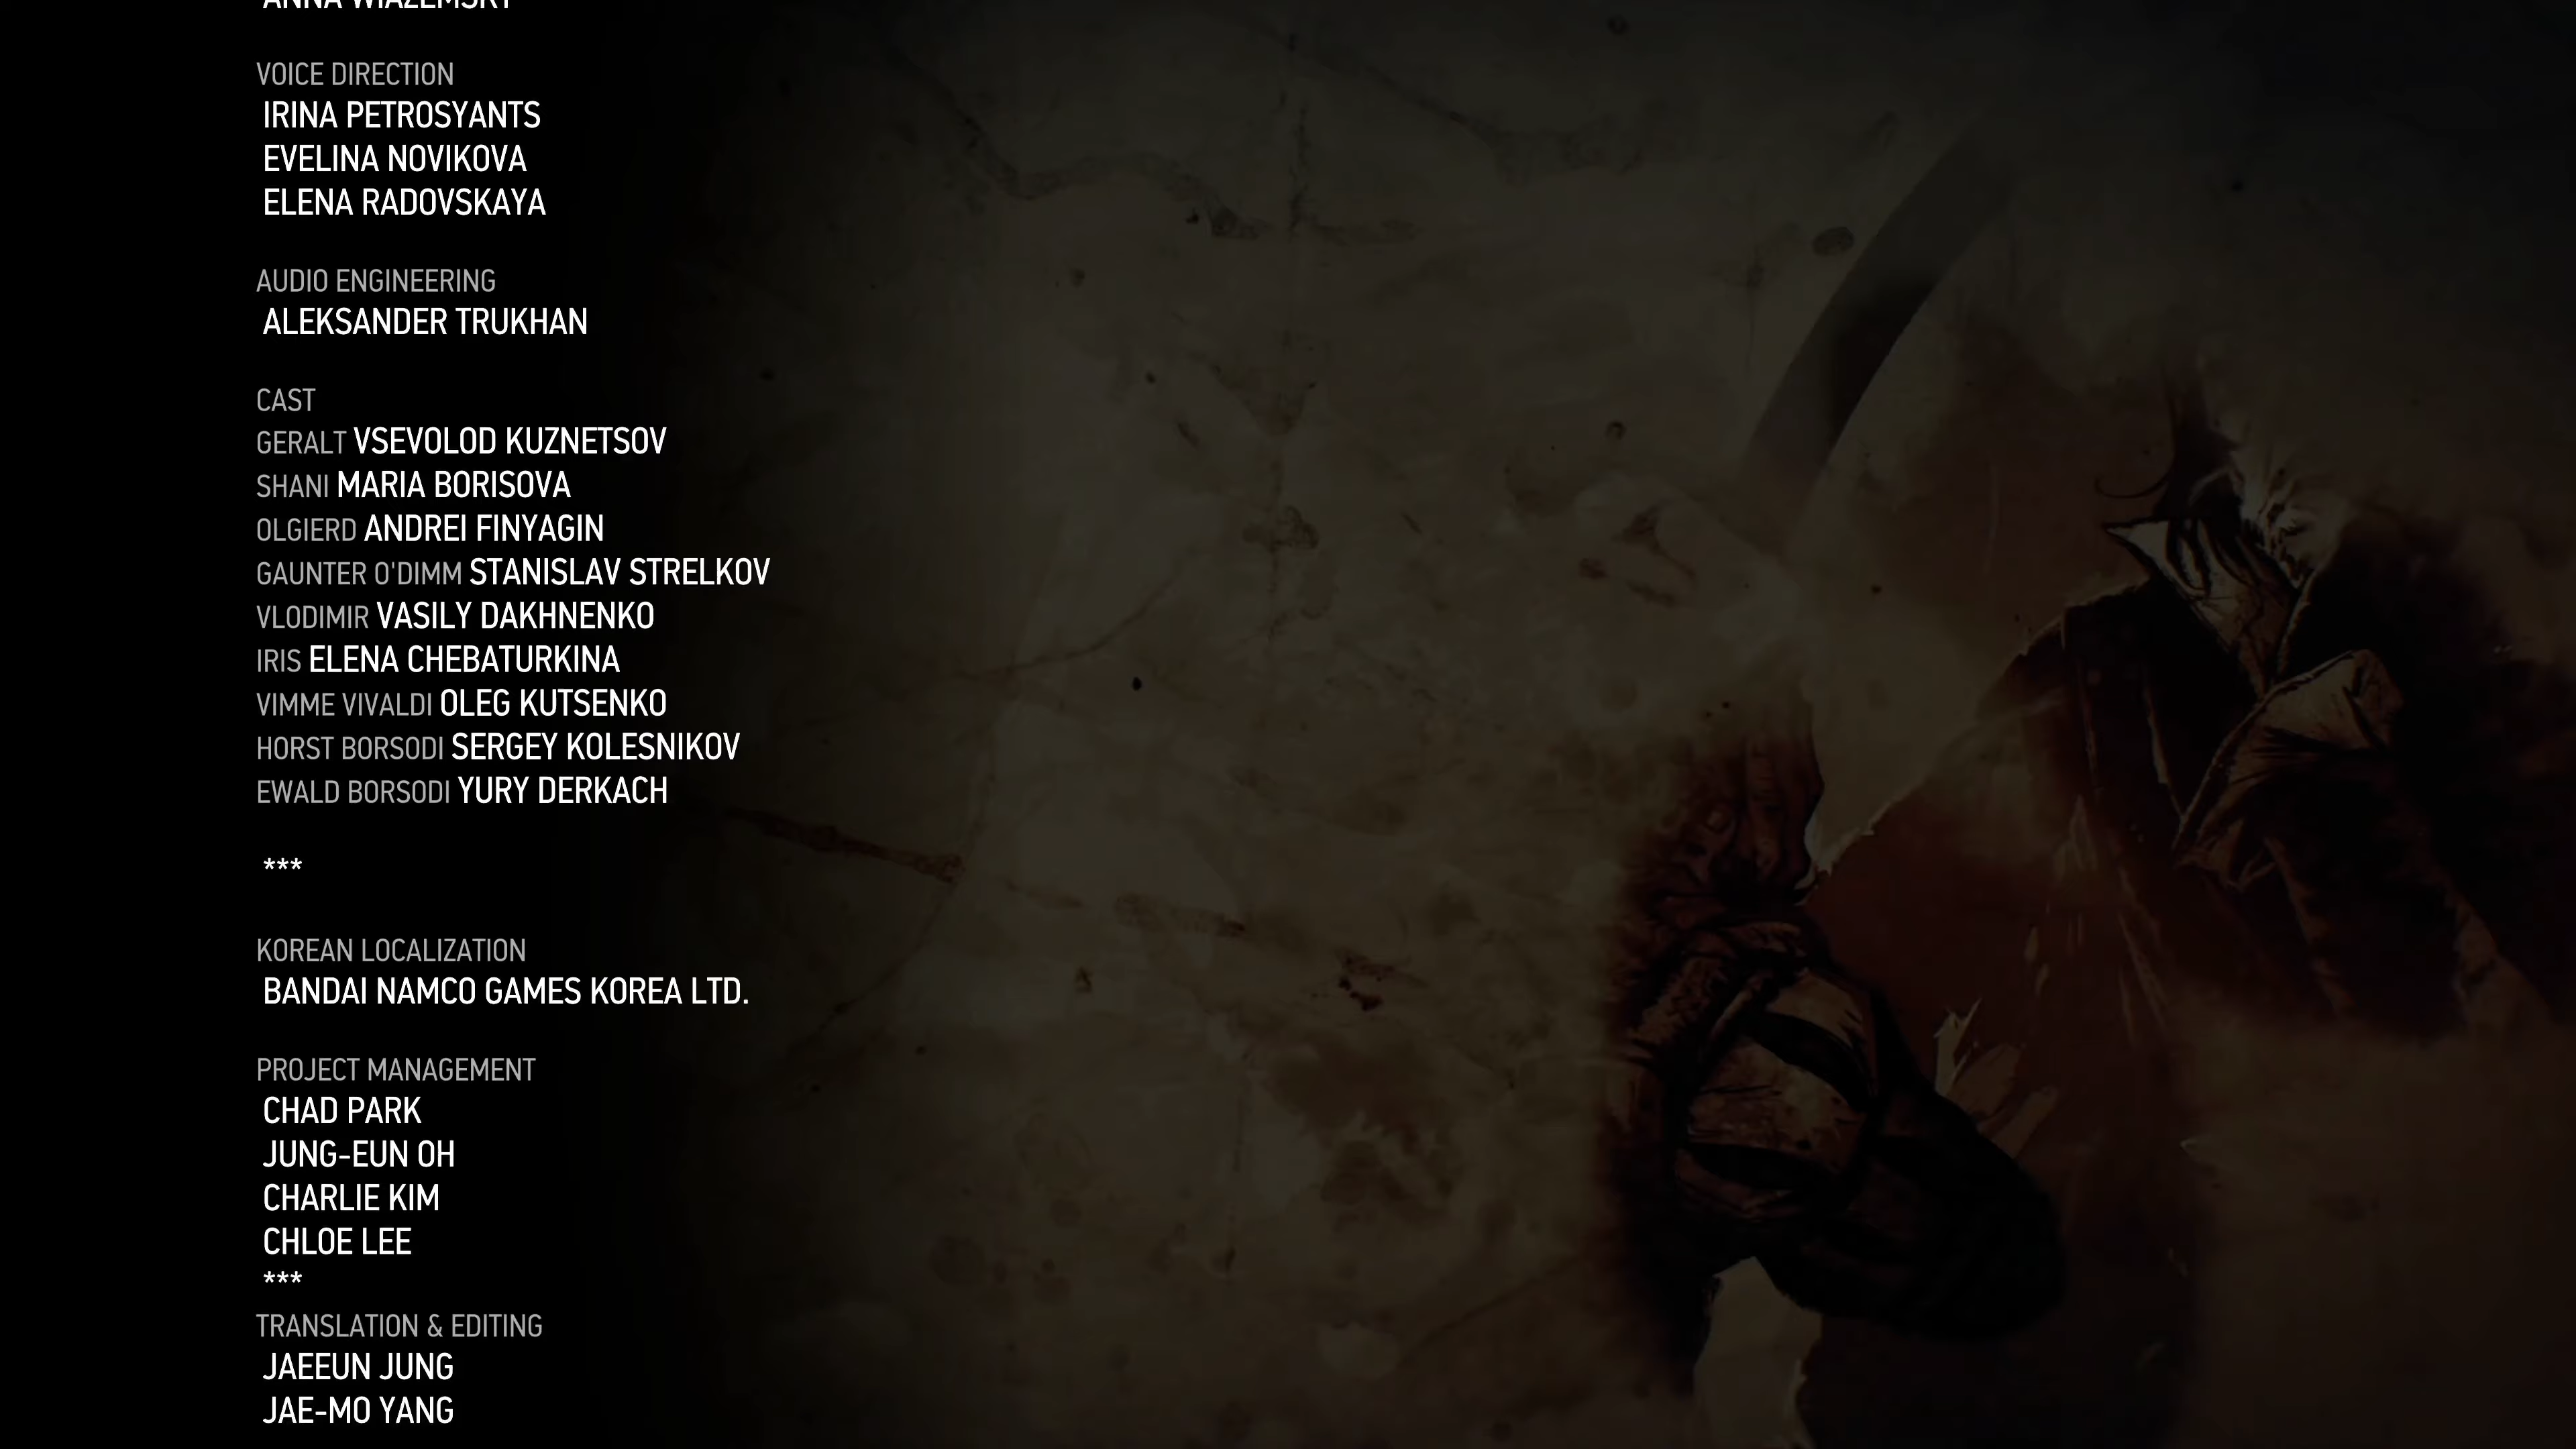 ANNA WIAZEMSKY
VOICE DIRECTION
IRINA PETROSYANTS
EVELINA NOVIKOVA
ELENA RADOVSKAYA
AUDIO ENGINEERING
ALEKSANDER TRUKHAN
CAST
GERALT VSEVOLOD KUZNETSOV
SHANI MARIA BORISOVA
OLGIERD ANDREI FINYAGIN
GAUNTER O'DIMM STANISLAV STRELKOV
VLODIMIR VASILY DAKHNENKO
IRIS ELENA CHEBATURKINA
VIMME VIVALDI OLEG KUTSENKO
HORST BORSODI SERGEY KOLESNIKOV
EWALD BORSODI YURY DERKACH
***
KOREAN LOCALIZATION
BANDAI NAMCO GAMES KOREA LTD.
PROJECT MANAGEMENT
CHAD PARK
JUNG-EUN OH
CHARLIE KIM
CHLOE LEE
***
TRANSLATION & EDITING
JAEEUN JUNG
JAE-MO YANG